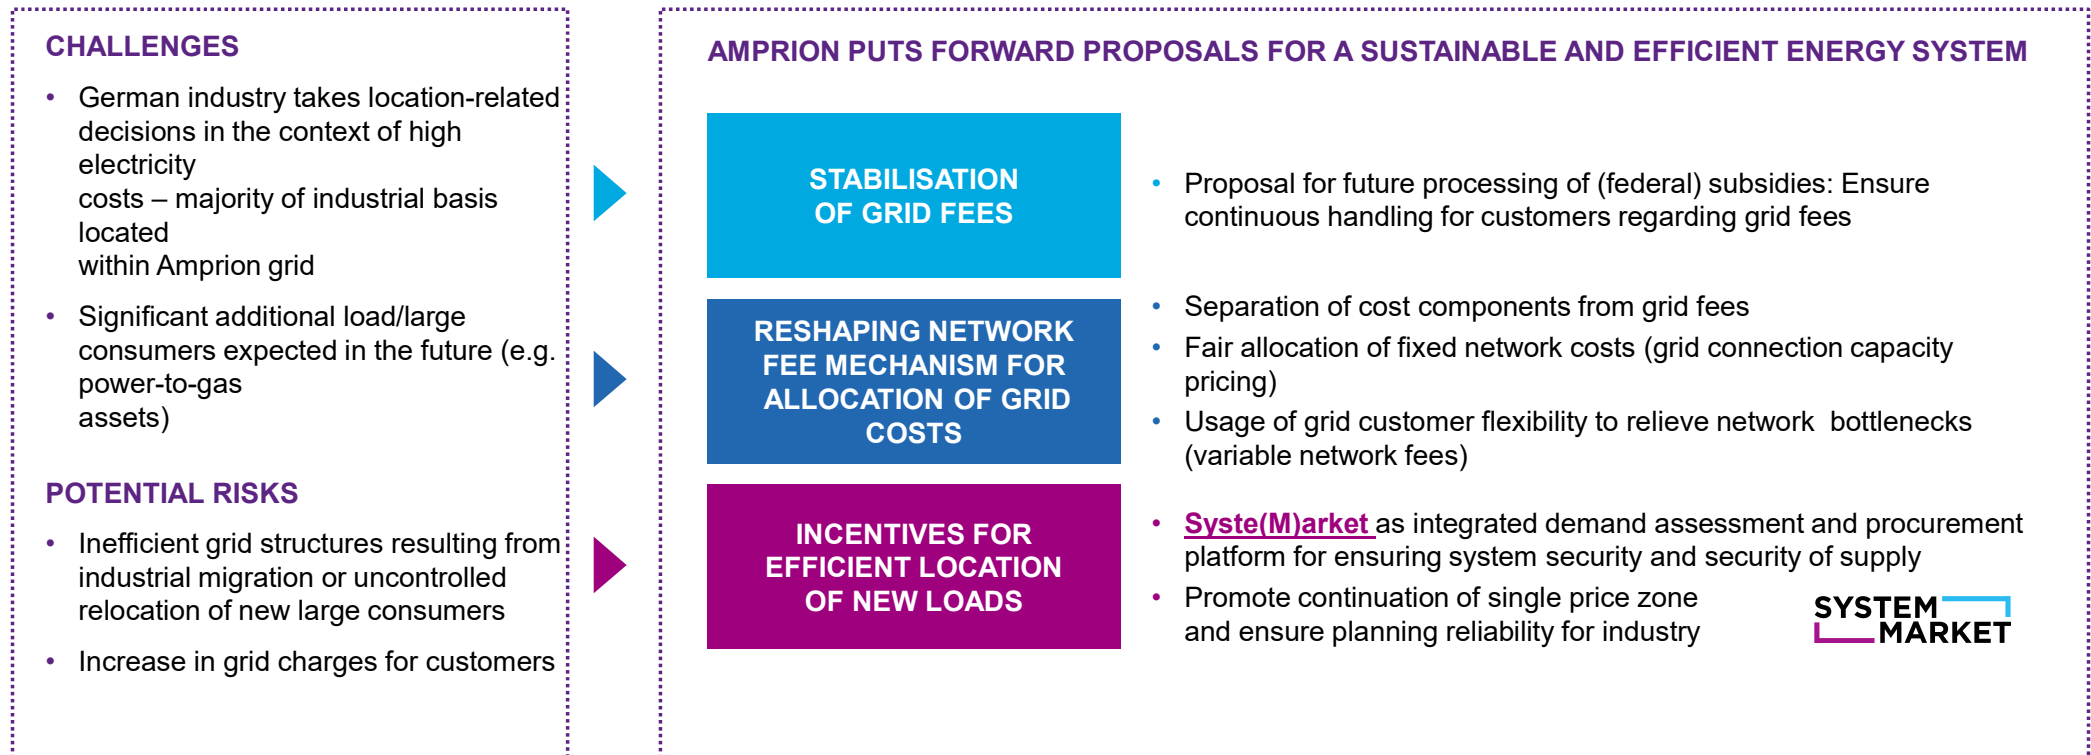 CHALLENGES
• German industry takes location-related
decisions in the context of high
electricity
costs – majority of industrial basis
located
within Amprion grid
• Significant additional load/large
consumers expected in the future (e.g.
power-to-gas
assets)
POTENTIAL RISKS
• Inefficient grid structures resulting from
industrial migration or uncontrolled
relocation of new large consumers
• Increase in grid charges for customers
AMPRION PUTS FORWARD PROPOSALS FOR A SUSTAINABLE AND EFFICIENT ENERGY SYSTEM
STABILISATION
OF GRID FEES
• Proposal for future processing of (federal) subsidies: Ensure
continuous handling for customers regarding grid fees
RESHAPING NETWORK
FEE MECHANISM FOR
ALLOCATION OF GRID
COSTS
• Separation of cost components from grid fees
• Fair allocation of fixed network costs (grid connection capacity
pricing)
• Usage of grid customer flexibility to relieve network bottlenecks
(variable network fees)
INCENTIVES FOR
EFFICIENT LOCATION
OF NEW LOADS
• Syste(M)arket as integrated demand assessment and procurement
platform for ensuring system security and security of supply
• Promote continuation of single price zone
and ensure planning reliability for industry
SYSTEM
MARKET